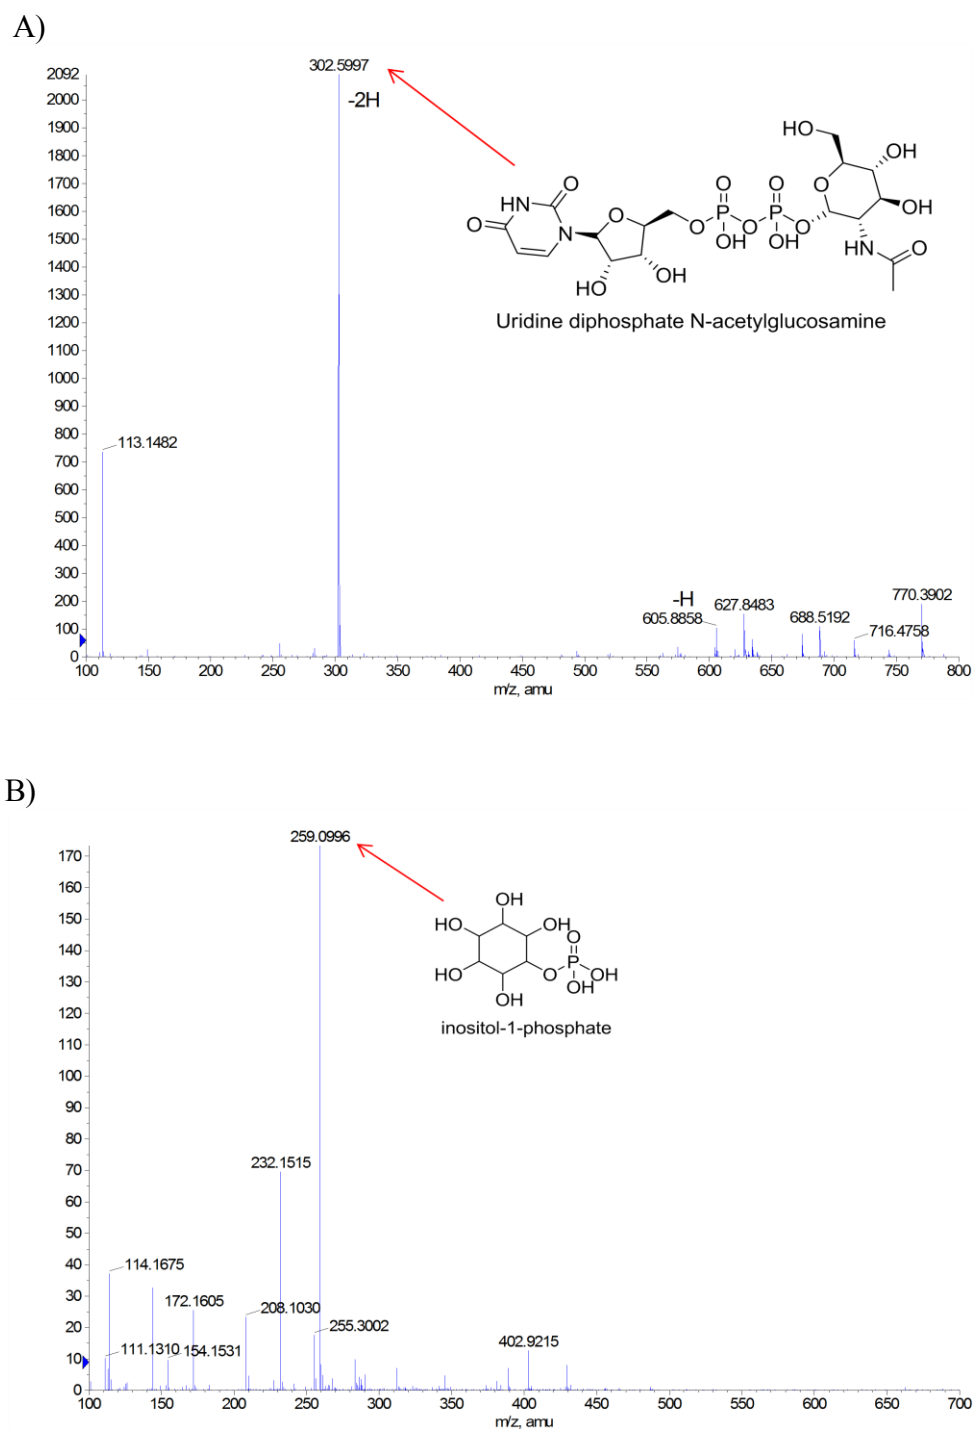 A)
302.5997
-2H
2092
2000
1900
1800
1700
1600
1500
1400
1300
1200
1100
1000
900
800
700
600
500
400
300
200
100
0
HO
OH
O
O
O
O
HN
O
OH
O
N
O
O
P
O
P
O
OH
OH
HN
O
HO
OH
Uridine diphosphate N-acetylglucosamine
113.1482
-H
605.8858
627.8483
688.5192
716.4758
770.3902
100 150 200 250 300 350 400 450 500 550 600 650 700 750 800
m/z, amu
B)
259.0996
170
160
150
140
130
120
110
100
90
80
70
60
50
40
30
20
10
0
OH
HO
OH
O
P
HO
O
OH
OH
OH
inositol-1-phosphate
232.1515
114.1675
172.1605
208.1030
255.3002
111.1310
154.1531
402.9215
100 150 200 250 300 350 400 450 500 550 600 650 700
m/z, amu